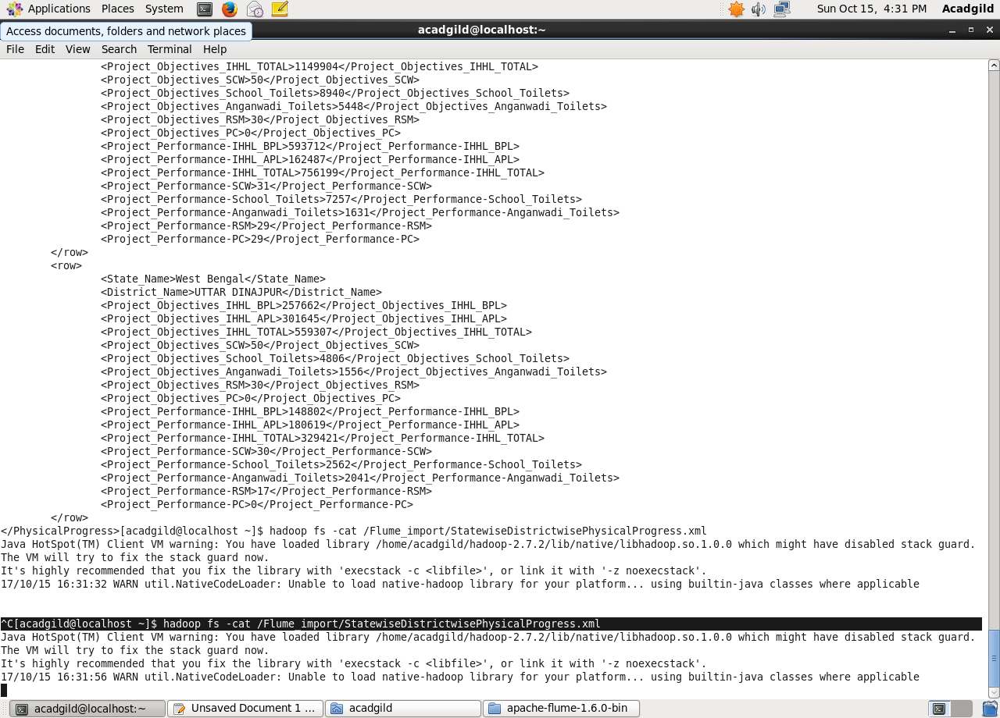 Applications Places System Sun Oct 15, 4:31 PM Acadgild
Access documents, folders and network places
acadgild@localhost:~
File Edit View Search Terminal Help
<Project_Objectives_IHHL_TOTAL>1149904</Project_Objectives_IHHL_TOTAL>
<Project_Objectives_SCW>50</Project_Objectives_SCW>
<Project_Objectives_School_Toilets>8940</Project_Objectives_School_Toilets>
<Project_Objectives_Anganwadi_Toilets>5448</Project_Objectives_Anganwadi_Toilets>
<Project_Objectives_RSM>30</Project_Objectives_RSM>
<Project_Objectives_PC>0</Project_Objectives_PC>
<Project_Performance-IHHL_BPL>593712</Project_Performance-IHHL_BPL>
<Project_Performance-IHHL_APL>162487</Project_Performance-IHHL_APL>
<Project_Performance-IHHL_TOTAL>756199</Project_Performance-IHHL_TOTAL>
<Project_Performance-SCW>31</Project_Performance-SCW>
<Project_Performance-School_Toilets>7257</Project_Performance-School_Toilets>
<Project_Performance-Anganwadi_Toilets>1631</Project_Performance-Anganwadi_Toilets>
<Project_Performance-RSM>29</Project_Performance-RSM>
<Project_Performance-PC>29</Project_Performance-PC>
</row>
<row>
<State_Name>West Bengal</State_Name>
<District_Name>UTTAR DINAJPUR</District_Name>
<Project_Objectives_IHHL_BPL>257662</Project_Objectives_IHHL_BPL>
<Project_Objectives_IHHL_APL>301645</Project_Objectives_IHHL_APL>
<Project_Objectives_IHHL_TOTAL>559307</Project_Objectives_IHHL_TOTAL>
<Project_Objectives_SCW>50</Project_Objectives_SCW>
<Project_Objectives_School_Toilets>4806</Project_Objectives_School_Toilets>
<Project_Objectives_Anganwadi_Toilets>1556</Project_Objectives_Anganwadi_Toilets>
<Project_Objectives_RSM>30</Project_Objectives_RSM>
<Project_Objectives_PC>0</Project_Objectives_PC>
<Project_Performance-IHHL_BPL>148802</Project_Performance-IHHL_BPL>
<Project_Performance-IHHL_APL>180619</Project_Performance-IHHL_APL>
<Project_Performance-IHHL_TOTAL>329421</Project_Performance-IHHL_TOTAL>
<Project_Performance-SCW>30</Project_Performance-SCW>
<Project_Performance-School_Toilets>2562</Project_Performance-School_Toilets>
<Project_Performance-Anganwadi_Toilets>2041</Project_Performance-Anganwadi_Toilets>
<Project_Performance-RSM>17</Project_Performance-RSM>
<Project_Performance-PC>0</Project_Performance-PC>
</row>
</PhysicalProgress>[acadgild@localhost ~]$ hadoop fs -cat /Flume_import/StatewiseDistrictwisePhysicalProgress.xml
Java HotSpot(TM) Client VM warning: You have loaded library /home/acadgild/hadoop-2.7.2/lib/native/libhadoop.so.1.0.0 which might have disabled stack guard.
The VM will try to fix the stack guard now.
It's highly recommended that you fix the library with 'execstack -c <libfile>', or link it with '-z noexecstack'.
17/10/15 16:31:32 WARN util.NativeCodeLoader: Unable to load native-hadoop library for your platform... using builtin-java classes where applicable
^C[acadgild@localhost ~]$ hadoop fs -cat /Flume_import/StatewiseDistrictwisePhysicalProgress.xml
Java HotSpot(TM) Client VM warning: You have loaded library /home/acadgild/hadoop-2.7.2/lib/native/libhadoop.so.1.0.0 which might have disabled stack guard.
The VM will try to fix the stack guard now.
It's highly recommended that you fix the library with 'execstack -c <libfile>', or link it with '-z noexecstack'.
17/10/15 16:31:56 WARN util.NativeCodeLoader: Unable to load native-hadoop library for your platform... using builtin-java classes where applicable
acadgild@localhost:~ Unsaved Document 1 ... acadgild apache-flume-1.6.0-bin